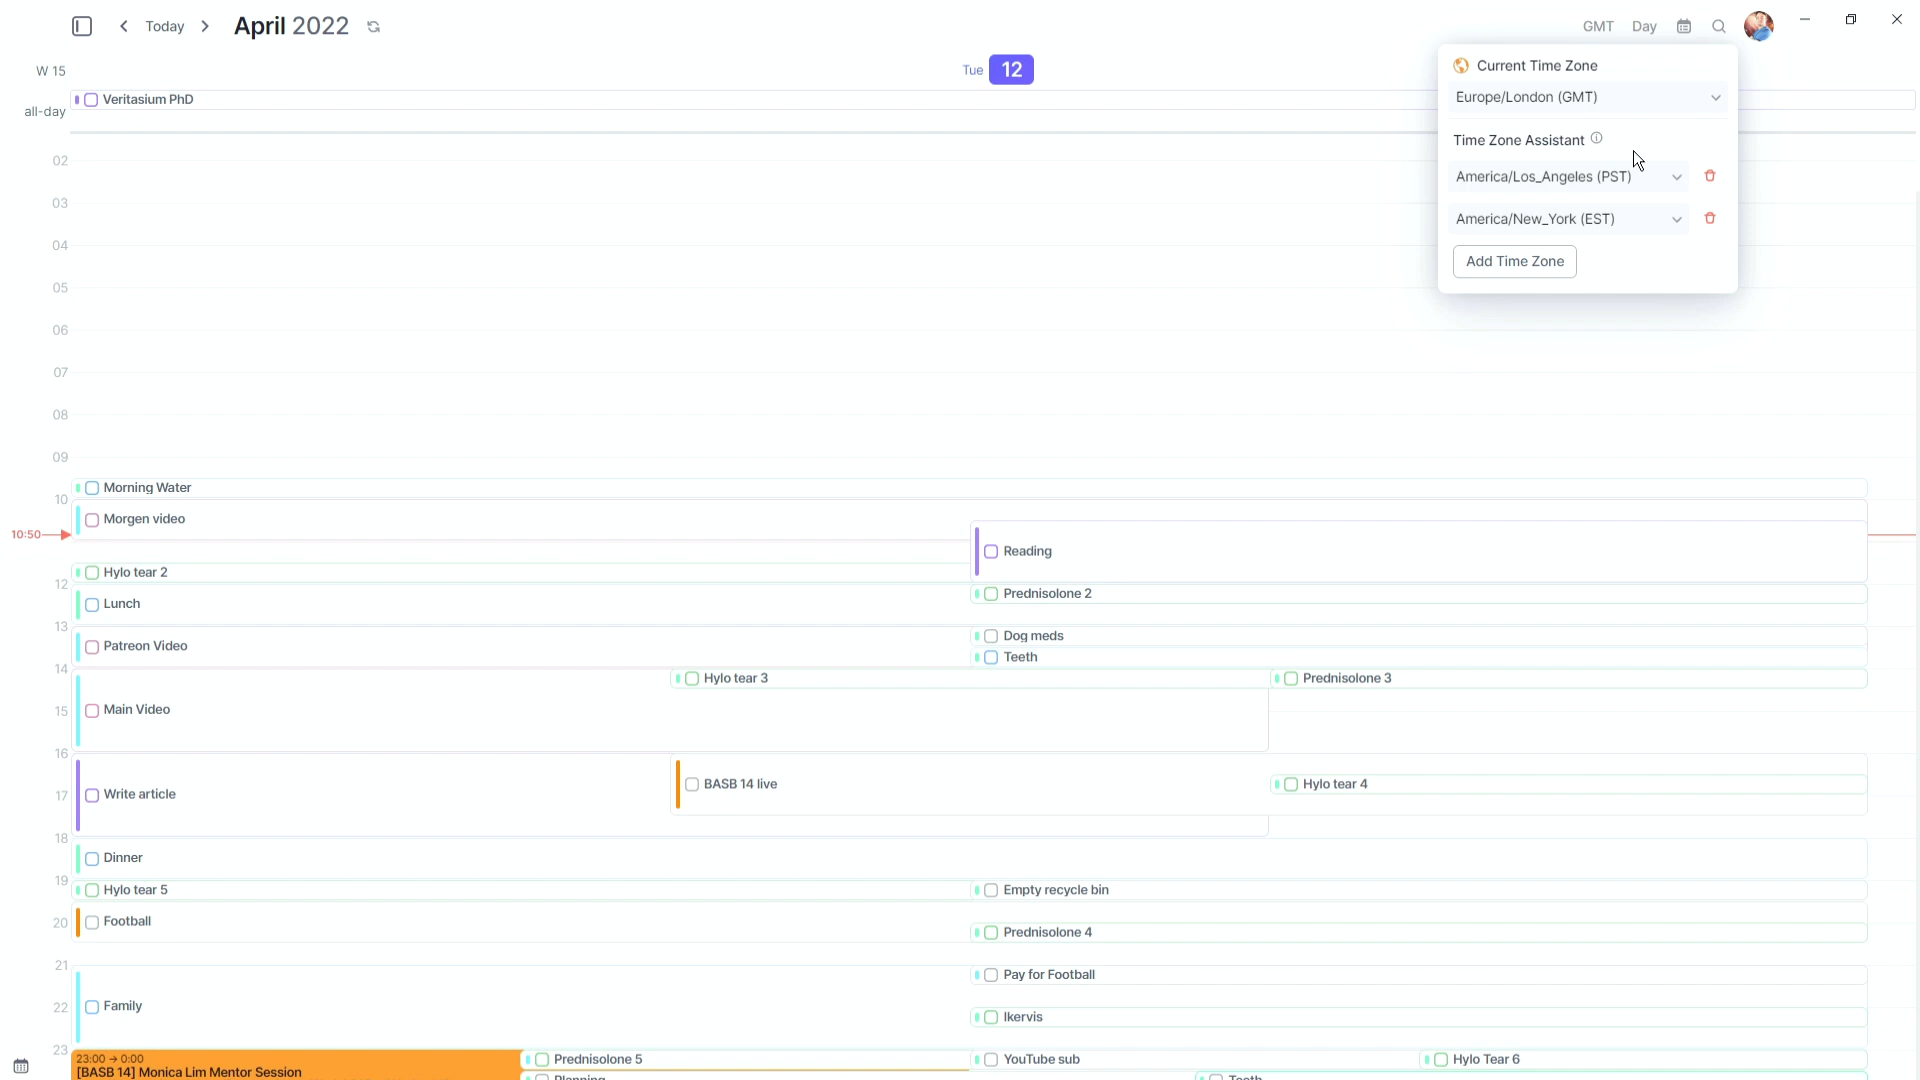 Today
April 2022
GMT
Day
W 15
Tue 12
all-day
Veritasium PhD
Current Time Zone
Europe/London (GMT)
Time Zone Assistant
America/Los_Angeles (PST)
America/New_York (EST)
Add Time Zone
02
03
04
05
06
07
08
09
Morning Water
10
Morgen video
10:50
Reading
Hylo tear 2
12
Prednisolone 2
Lunch
13
Dog meds
Patreon Video
Teeth
14
Hylo tear 3
Prednisolone 3
15
Main Video
16
BASB 14 live
Hylo tear 4
17
Write article
18
Dinner
19
Hylo tear 5
Empty recycle bin
20
Football
Prednisolone 4
21
Pay for Football
22
Family
Ikervis
23
23:00 → 0:00
Prednisolone 5
YouTube sub
Hylo Tear 6
[BASB 14] Monica Lim Mentor Session
Planning
Teeth